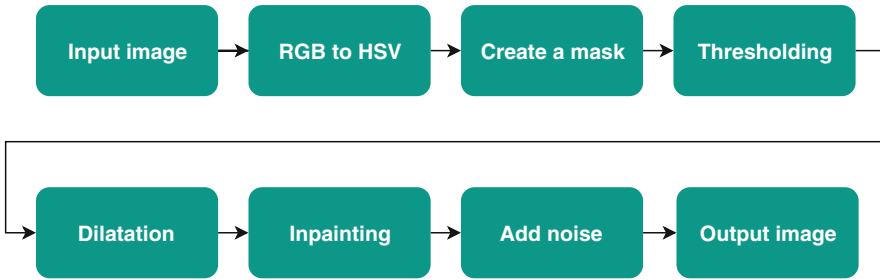 Input image
RGB to HSV
Create a mask
Thresholding
Dilatation
Inpainting
Add noise
Output image